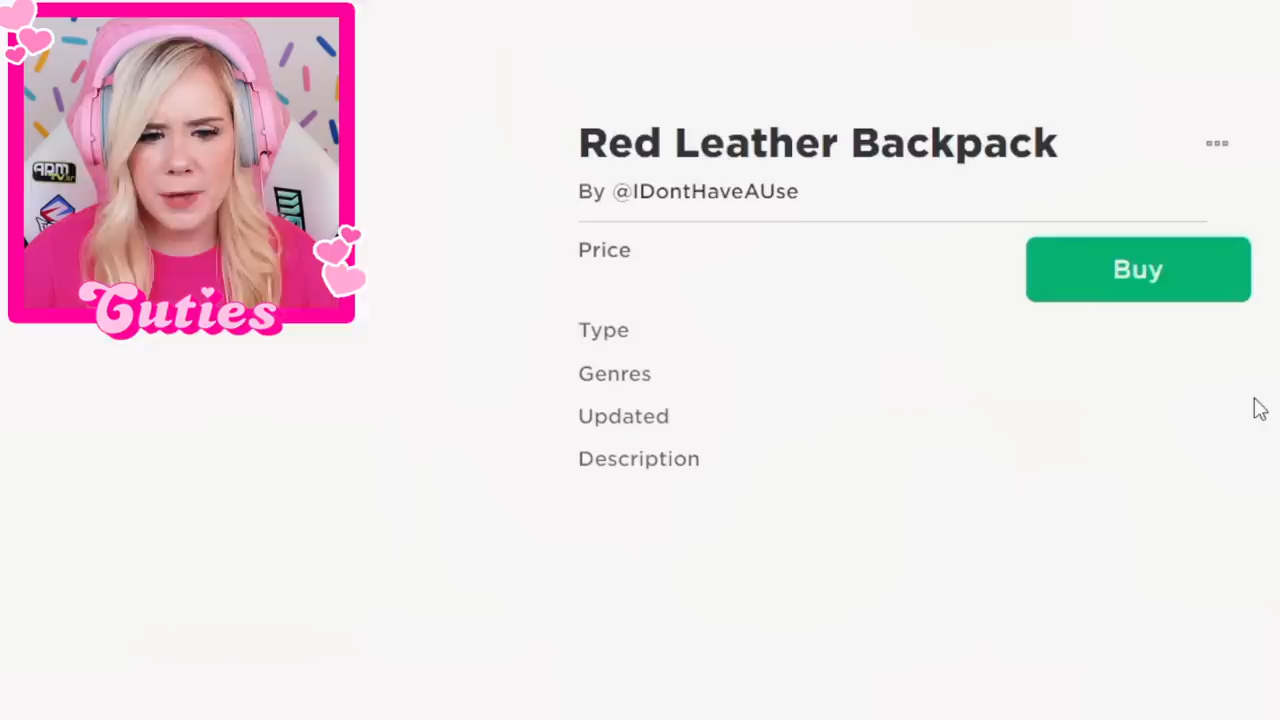 Red Leather Backpack
By @IDontHaveAUse
Price
Buy
Type
Genres
Updated
Description
Cuties